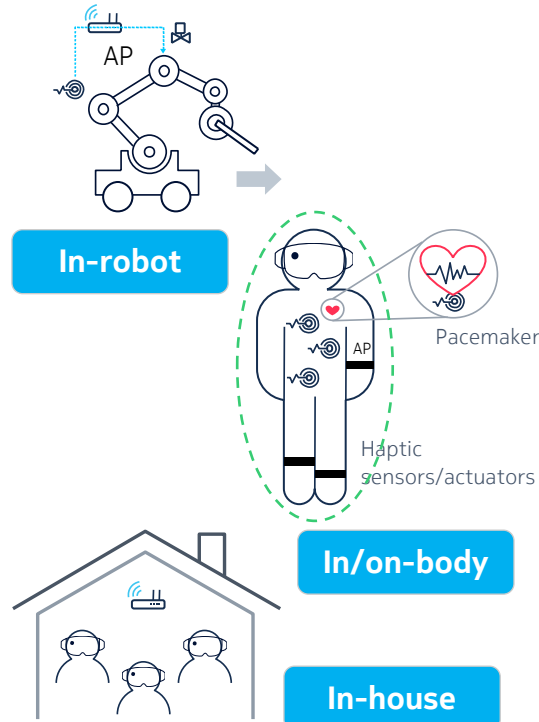 AP
In-robot
Pacemaker
AP
Haptic
sensors/actuators
In/on-body
In-house